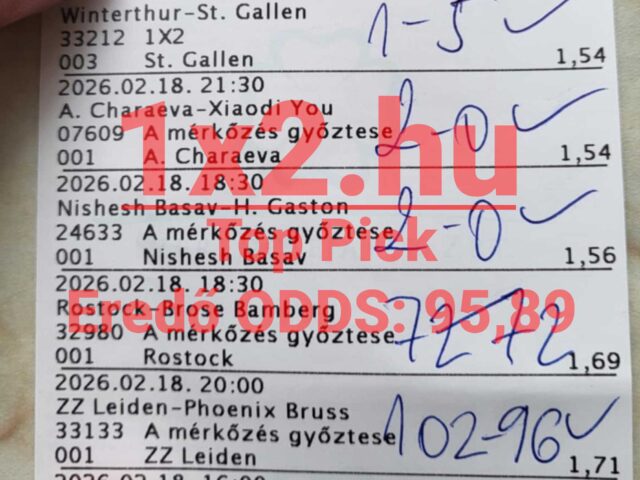 Winterthur-St. Gallen
33212 1X2
003 St. Gallen 1,54
1-5
2026.02.18. 21:30
A. Charaeva-Xiaodi You
07609 A mérkőzés győztese
001 A. Charaeva 1,54
2-0
2026.02.18. 18:30
Nishesh Basav-H. Gaston
24633 A mérkőzés győztese
001 Nishesh Basav 1,56
2-0
2026.02.18. 18:30
Rostock-Brose Bamberg
32980 A mérkőzés győztese
001 Rostock 1,69
72 72
2026.02.18. 20:00
ZZ Leiden-Phoenix Bruss
33133 A mérkőzés győztese
001 ZZ Leiden 1,71
102-96
1x2.hu
Top Pick
Eredő ODDS: 95,89